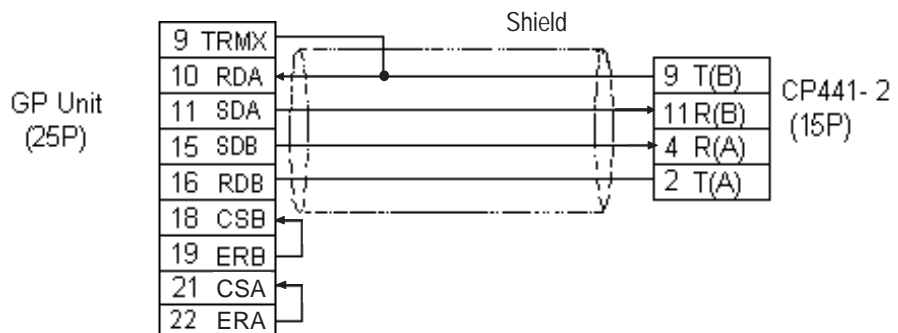 Shield
GP Unit
(25P)
9 TRMX
10 RDA
11 SDA
15 SDB
16 RDB
18 CSB
19 ERB
21 CSA
22 ERA
9 T(B)
11 R(B)
4 R(A)
2 T(A)
CP441- 2
(15P)